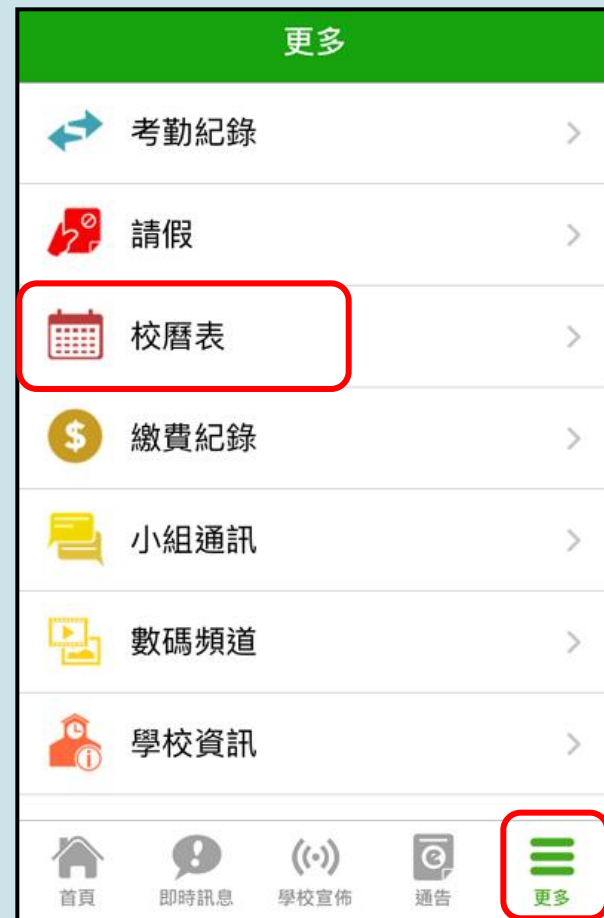 更多
考勤紀錄
請假
校曆表
$
繳費紀錄
小組通訊
數碼頻道
i
學校資訊
e
首頁
即時訊息
學校宣佈
通告
更多